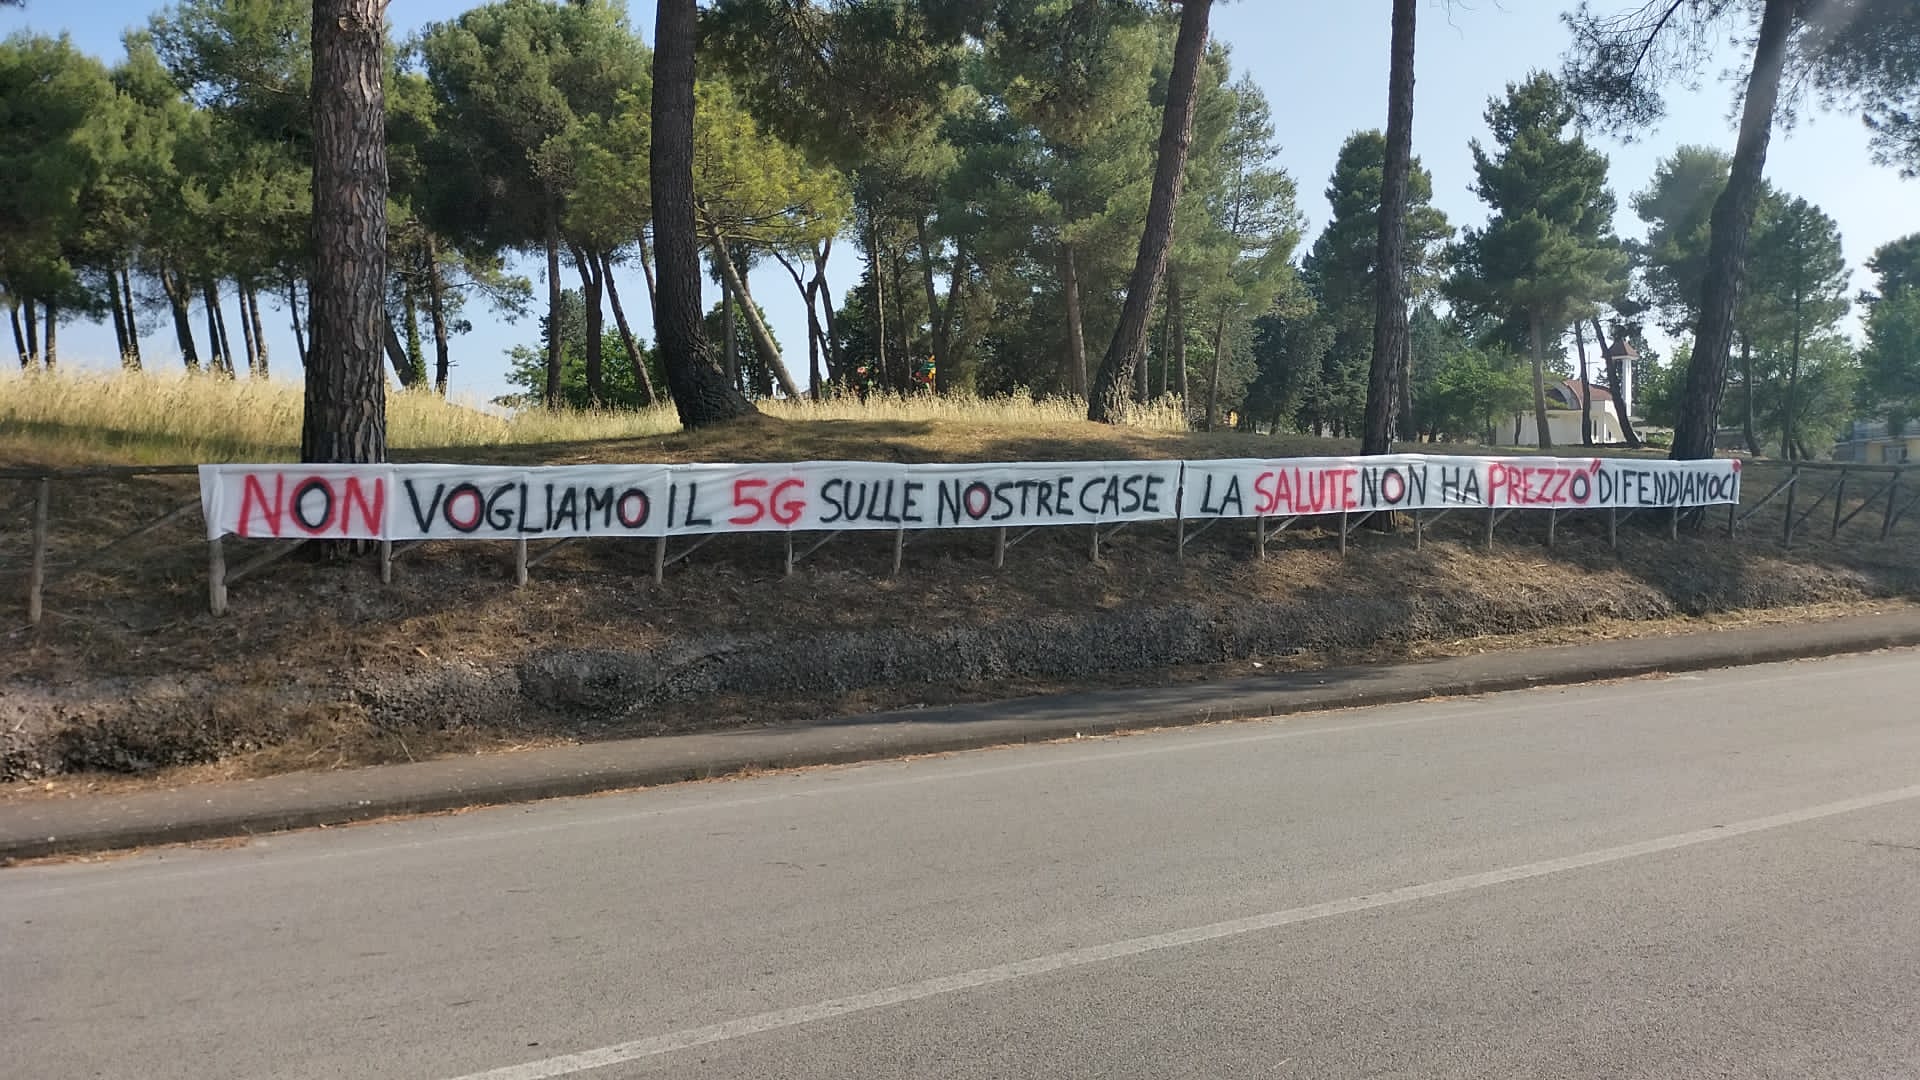 NON VOGLIAMO IL 5G SULLE NOSTRE CASE LA SALUTE NON HA PREZZO" DIFENDIAMOCI